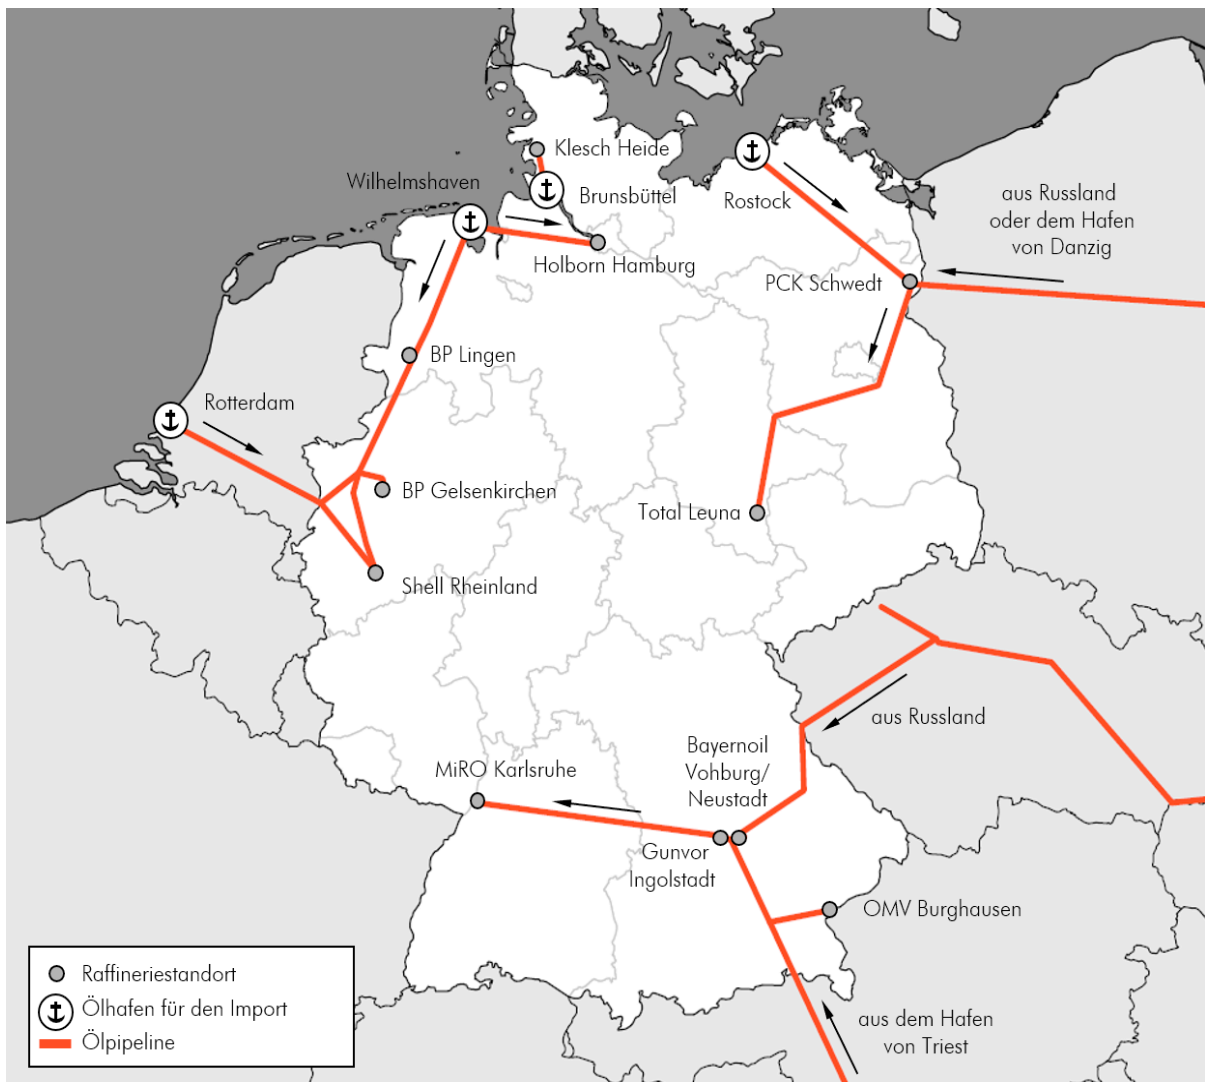 Klesch Heide
Wilhelmshaven
Brunsbüttel
Rostock
aus Russland
oder dem Hafen
von Danzig
Holborn Hamburg
PCK Schwedt
BP Lingen
Rotterdam
BP Gelsenkirchen
Total Leuna
Shell Rheinland
aus Russland
Bayernoil
Vohburg/
Neustadt
MiRO Karlsruhe
Gunvor
Ingolstadt
OMV Burghausen
Raffineriestandort
Ölhafen für den Import
Ölpipeline
aus dem Hafen
von Triest